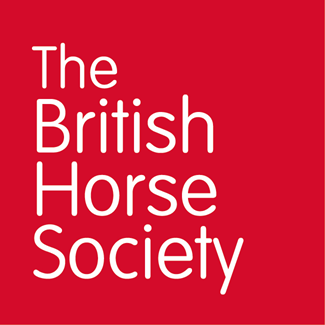 The
British
Horse
Society